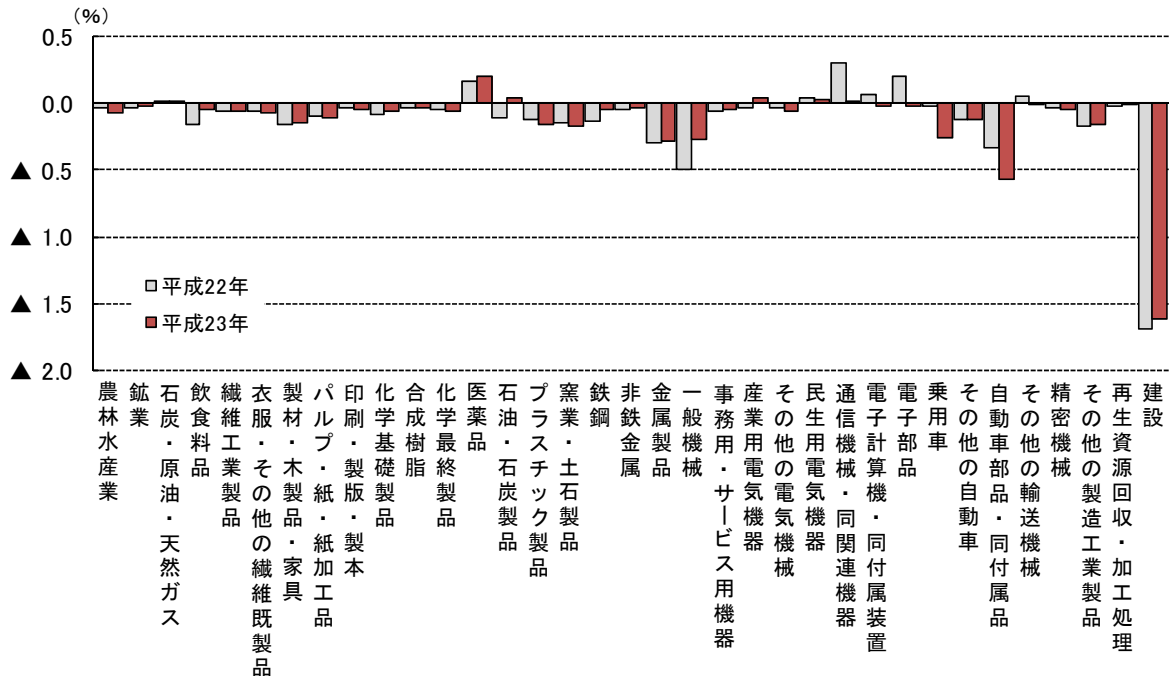 （％）
0.5
0.0
▲ 0.5
▲ 1.0
▲ 1.5
▲ 2.0
平成22年
平成23年
農林水産業
鉱業
石炭・原油・天然ガス
飲食料品
繊維工業製品
衣服・その他の繊維既製品
製材・木製品・家具
パルプ・紙・紙加工品
印刷・製版・製本
化学基礎製品
合成樹脂
化学最終製品
医薬品
石油・石炭製品
プラスチック製品
窯業・土石製品
鉄鋼
非鉄金属
金属製品
一般機械
事務用・サービス用機器
産業用電気機器
その他の電気機械
民生用電気機器
通信機械・同関連機器
電子計算機・同付属装置
電子部品
乗用車
その他の自動車
自動車部品・同付属品
その他の輸送機械
精密機械
その他の製造工業製品
再生資源回収・加工処理
建設